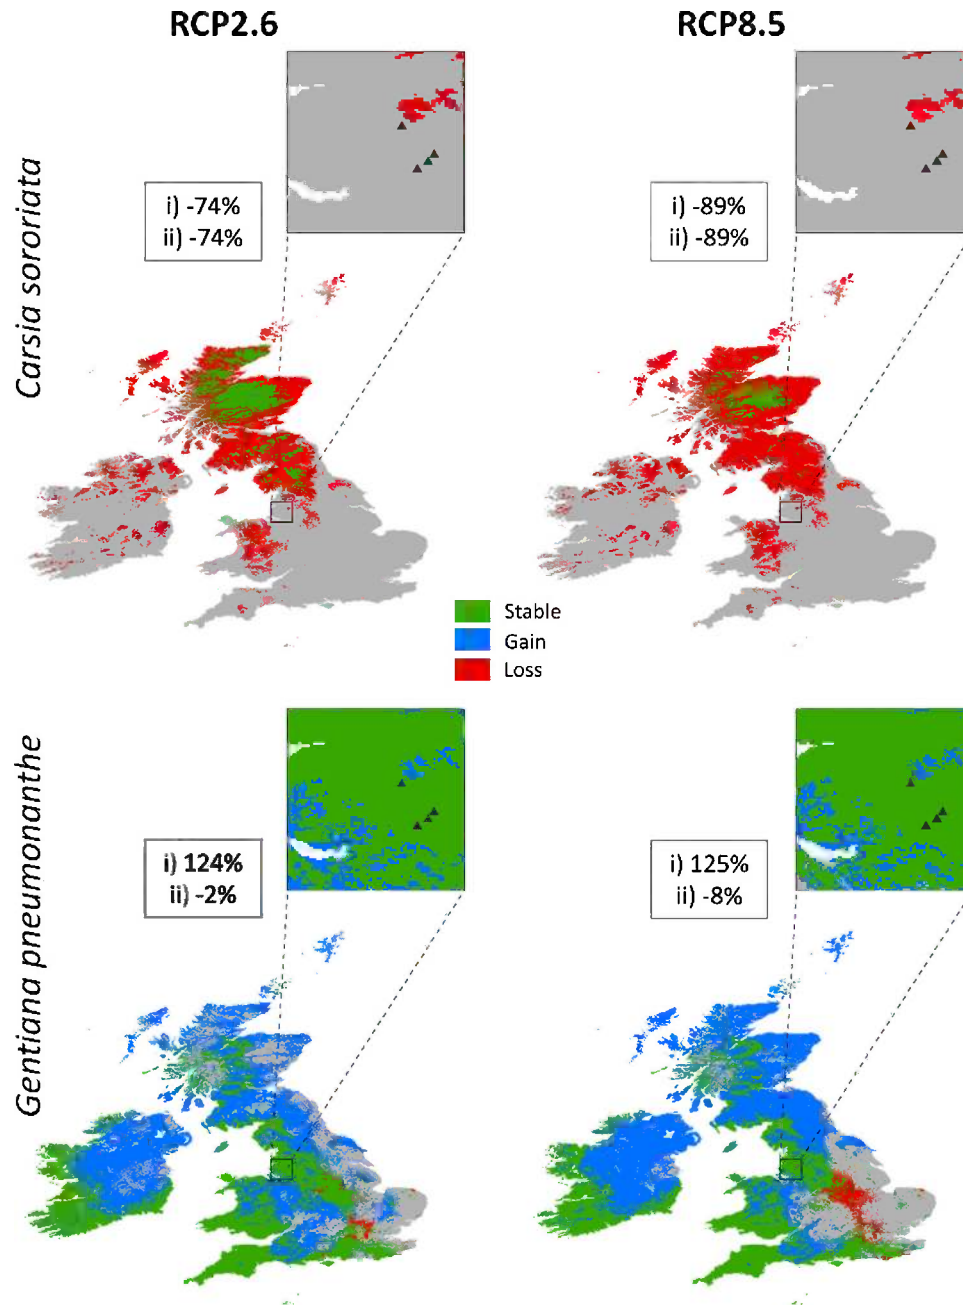 RCP2.6
RCP8.5
Carsia sororiata
i) -74%
ii) -74%
i) -89%
ii) -89%
Stable
Gain
Loss
Gentiana pneumonanthe
i) 124%
ii) -2%
i) 125%
ii) -8%